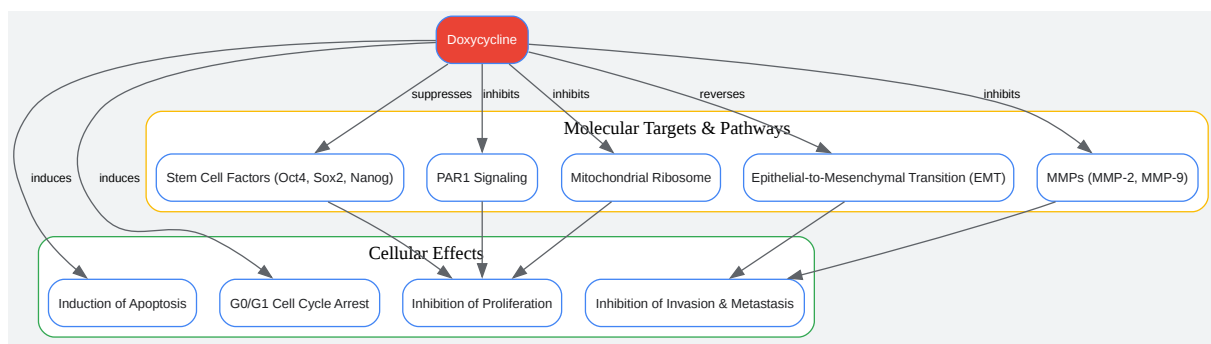 Doxycycline
suppresses
inhibits
inhibits
reverses
inhibits
Molecular Targets & Pathways
induces
induces
Stem Cell Factors (Oct4, Sox2, Nanog)
PAR1 Signaling
Mitochondrial Ribosome
Epithelial-to-Mesenchymal Transition (EMT)
MMPs (MMP-2, MMP-9)
Cellular Effects
Induction of Apoptosis
G0/G1 Cell Cycle Arrest
Inhibition of Proliferation
Inhibition of Invasion & Metastasis